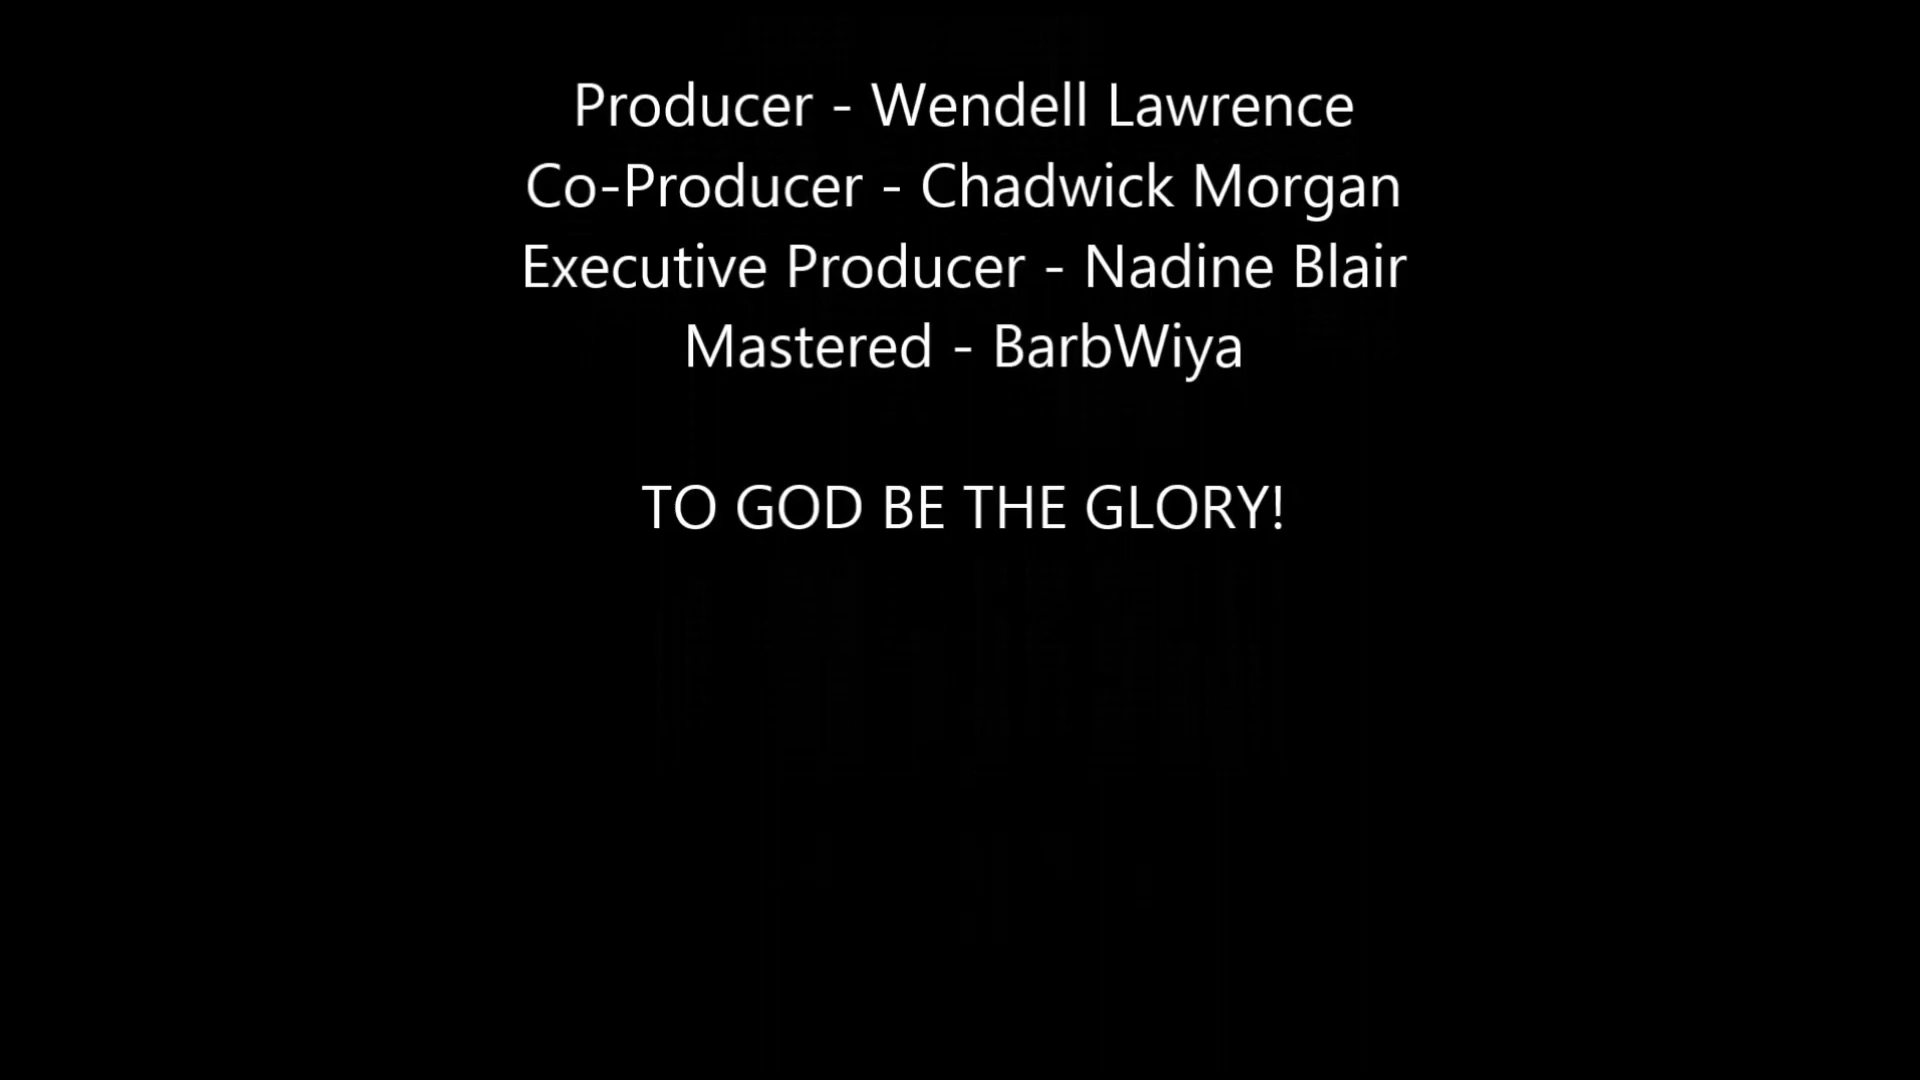 Producer - Wendell Lawrence
Co-Producer - Chadwick Morgan
Executive Producer - Nadine Blair
Mastered - BarbWiya
TO GOD BE THE GLORY!